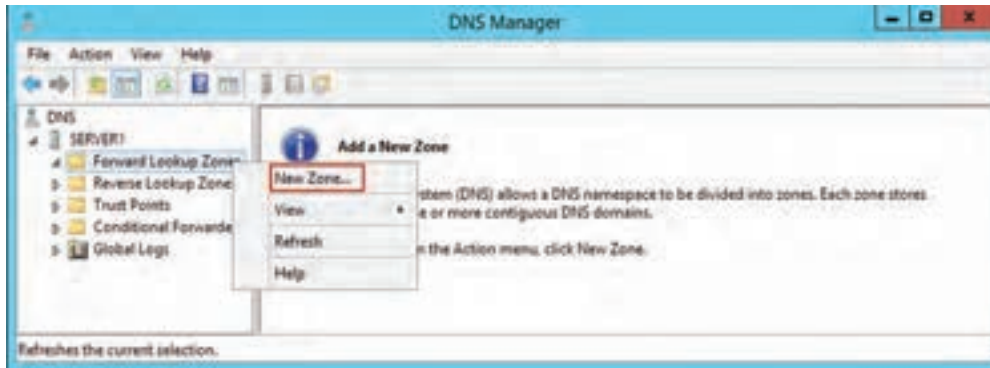 DNS Manager
File Action View Help
DNS
SERVER1
Forward Lookup Zones
Reverse Lookup Zone
Trust Points
Conditional Forwarde
Global Logs
New Zone...
View
Refresh
Help
Add a New Zone
stem (DNS) allows a DNS namespace to be divided into zones. Each zone stores
e or more contiguous DNS domains.
n the Action menu, click New Zone.
Refreshes the current selection.